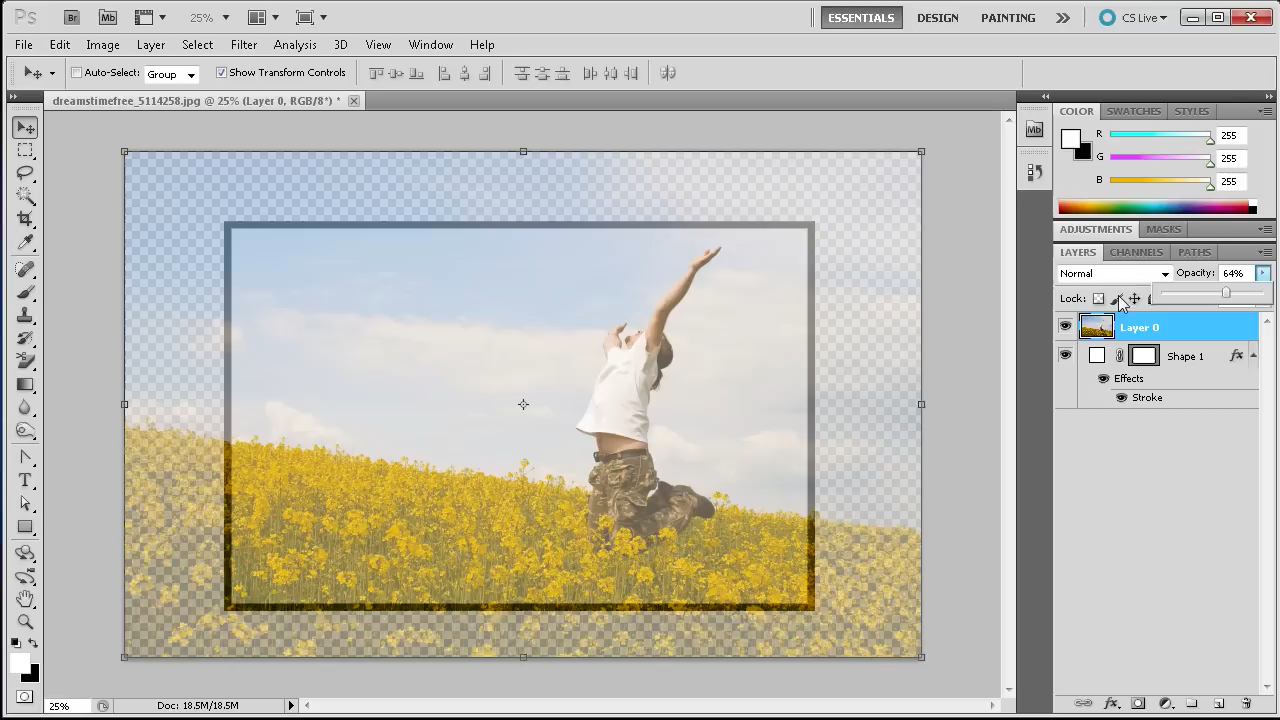 Ps Br Mb 25% ESSENTIALS DESIGN PAINTING CS Live
File Edit Image Layer Select Filter Analysis 3D View Window Help
Auto-Select: Group Show Transform Controls
dreamstimefree_5114258.jpg @ 25% (Layer 0, RGB/8*) *
COLOR SWATCHES STYLES
Mb
R 255
G 255
B 255
ADJUSTMENTS MASKS
LAYERS CHANNELS PATHS
Normal Opacity: 64%
Lock:
Layer 0
Shape 1 fx
Effects
Stroke
T
25% Doc: 18.5M/18.5M fx